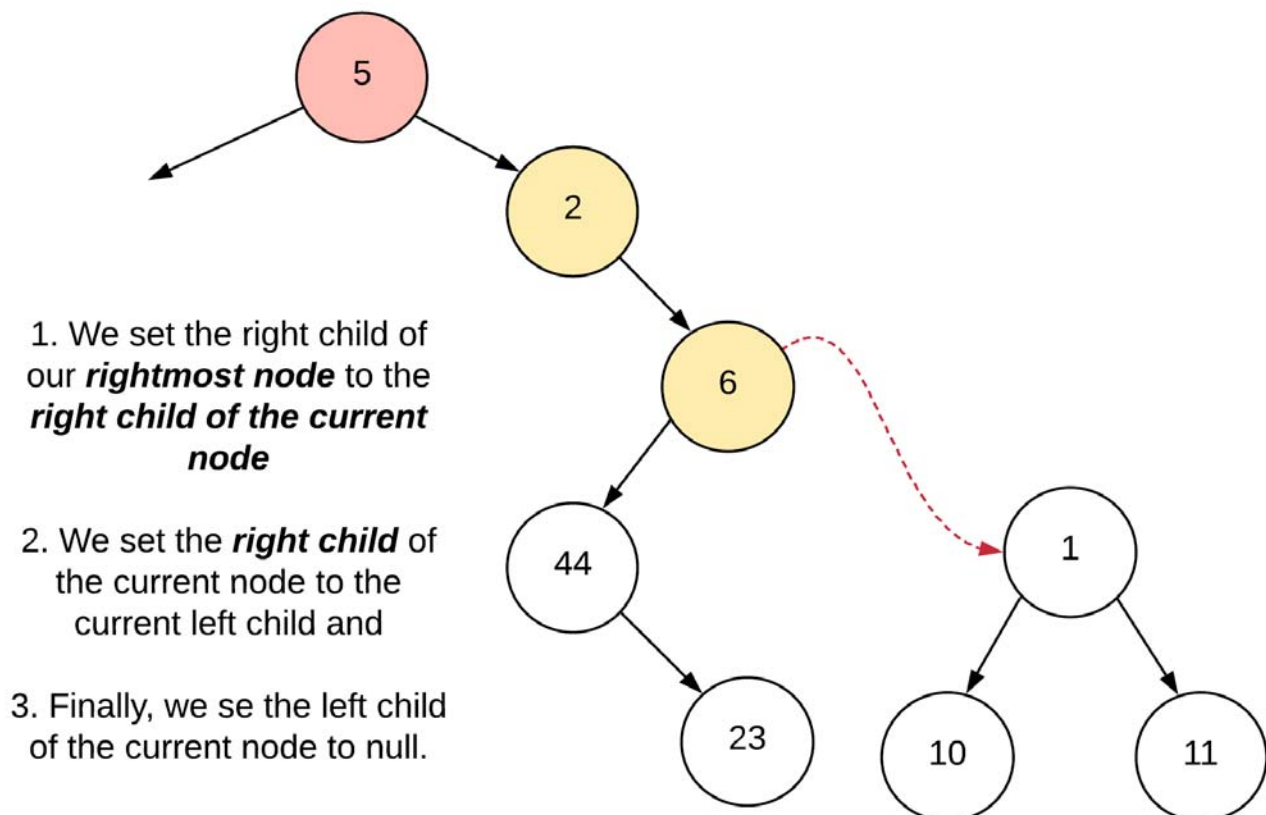 5
2
1. We set the right child of
our rightmost node to the
right child of the current
node
6
2. We set the right child of
the current node to the
current left child and
44
1
3. Finally, we se the left child
of the current node to null.
23
10
11